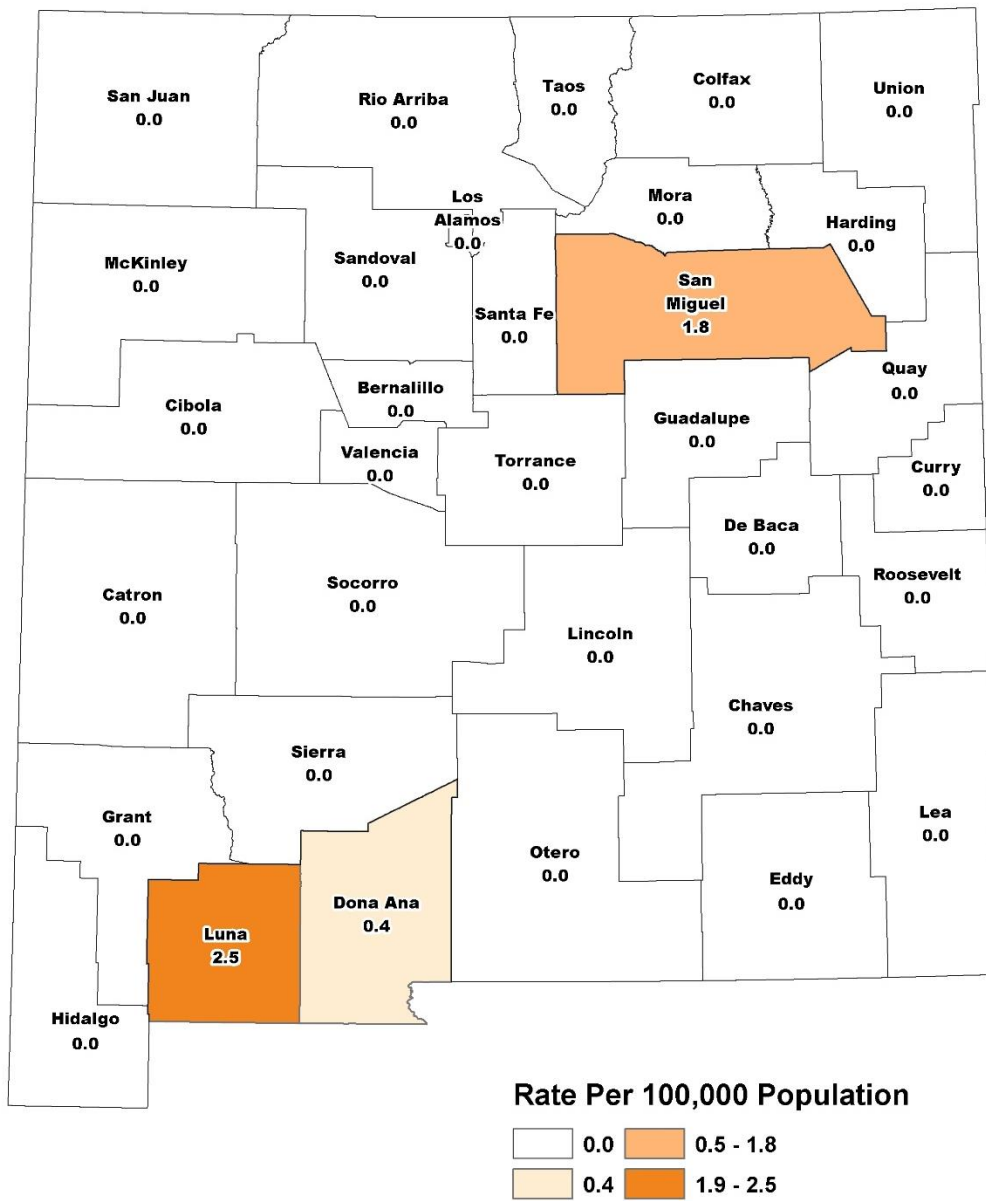 San Juan
0.0
Rio Arriba
0.0
Taos
0.0
Colfax
0.0
Union
0.0
Los
Alamos
0.0
Mora
0.0
Harding
0.0
McKinley
0.0
Sandoval
0.0
Santa Fe
0.0
San
Miguel
1.8
Quay
0.0
Cibola
0.0
Bernalillo
0.0
Valencia
0.0
Torrance
0.0
Guadalupe
0.0
Curry
0.0
De Baca
0.0
Roosevelt
0.0
Catron
0.0
Socorro
0.0
Lincoln
0.0
Chaves
0.0
Sierra
0.0
Grant
0.0
Luna
2.5
Dona Ana
0.4
Otero
0.0
Eddy
0.0
Lea
0.0
Hidalgo
0.0
Rate Per 100,000 Population
0.0
0.5 - 1.8
0.4
1.9 - 2.5